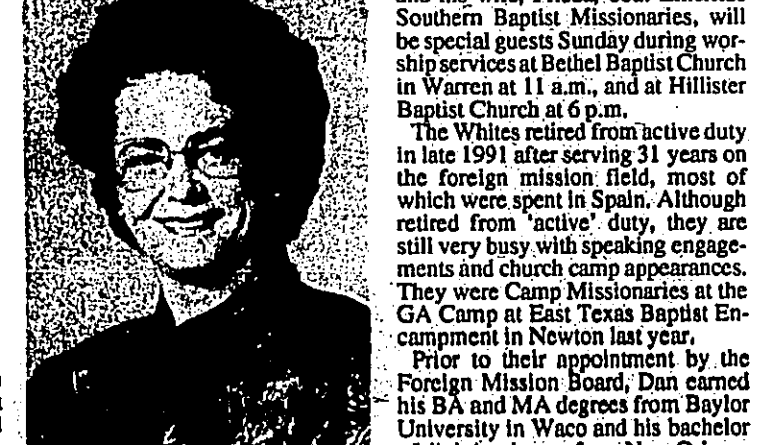 Southern Baptist Missionaries, will
be special guests Sunday during wor-
ship services at Bethel Baptist Church
in Warren at 11 a.m., and at Hillister
Baptist Church at 6 p.m.
The Whites retired from active duty
in late 1991 after serving 31 years on
the foreign mission field, most of
which were spent in Spain. Although
retired from 'active' duty, they are
still very busy with speaking engage-
ments and church camp appearances.
They were Camp Missionaries at the
GA Camp at East Texas Baptist En-
campment in Newton last year.
Prior to their appointment by the
Foreign Mission Board, Dan earned
his BA and MA degrees from Baylor
University in Waco and his bachelor